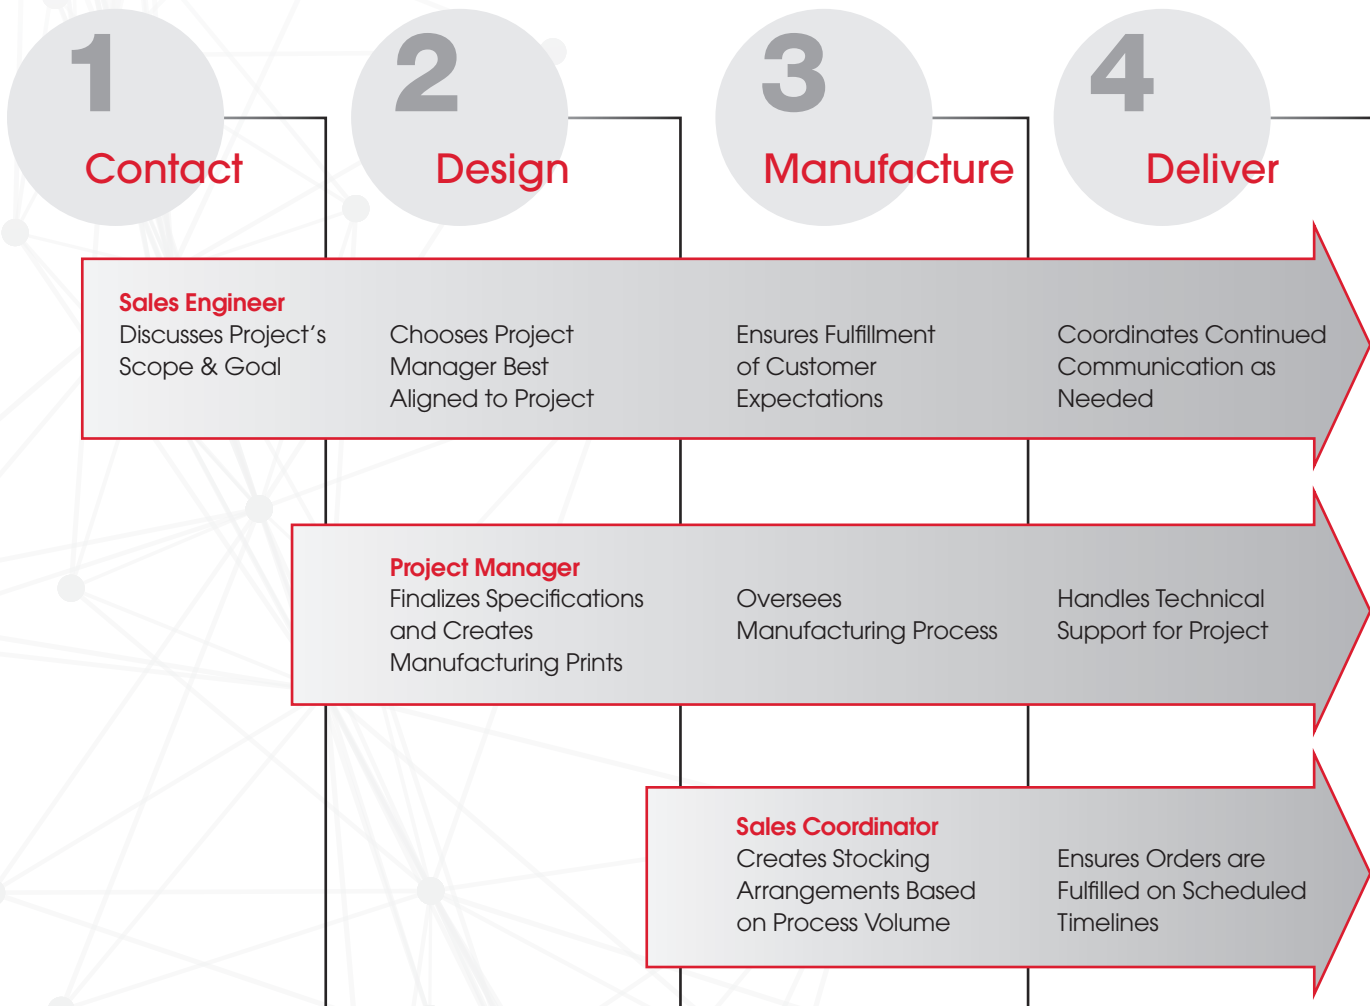 1
Contact
2
Design
3
Manufacture
4
Deliver
Sales Engineer
Discusses Project’s
Scope & Goal
Chooses Project
Manager Best
Aligned to Project
Ensures Fulfillment
of Customer
Expectations
Coordinates Continued
Communication as
Needed
Project Manager
Finalizes Specifications
and Creates
Manufacturing Prints
Oversees
Manufacturing Process
Handles Technical
Support for Project
Sales Coordinator
Creates Stocking
Arrangements Based
on Process Volume
Ensures Orders are
Fulfilled on Scheduled
Timelines